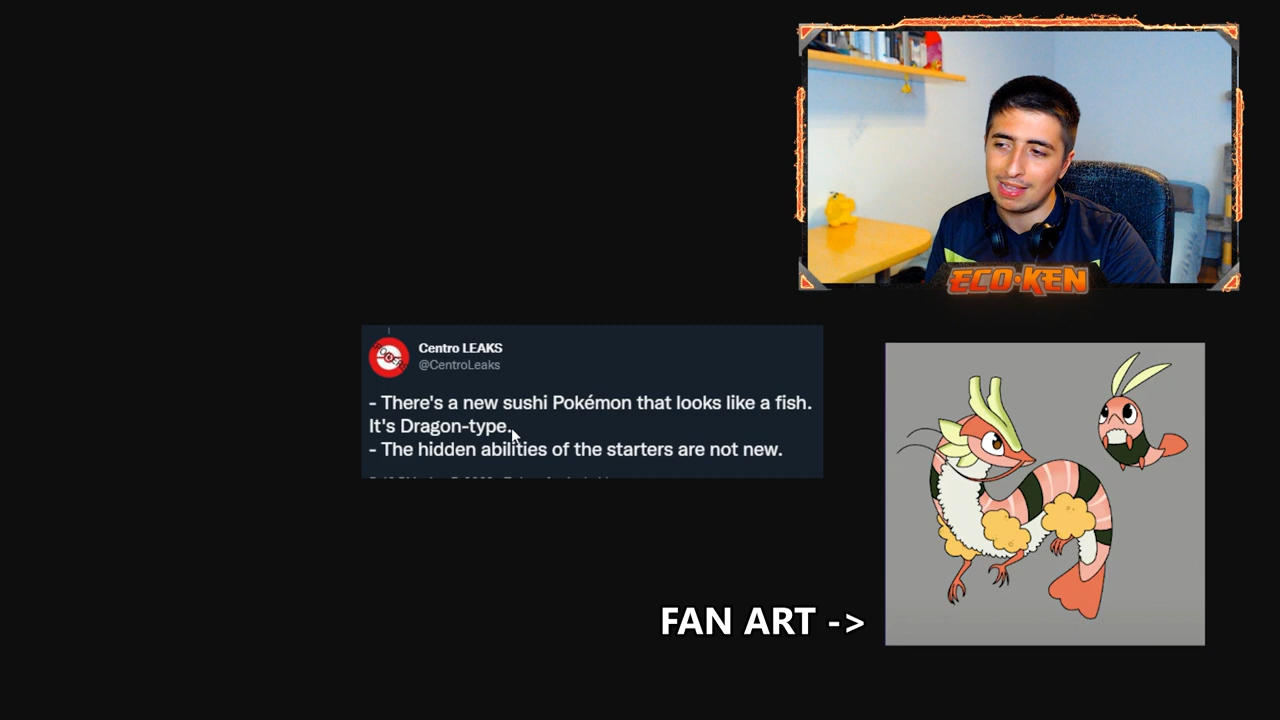 ECO·KEN
Centro LEAKS
@CentroLeaks
- There's a new sushi Pokémon that looks like a fish.
It's Dragon-type.
- The hidden abilities of the starters are not new.
FAN ART ->